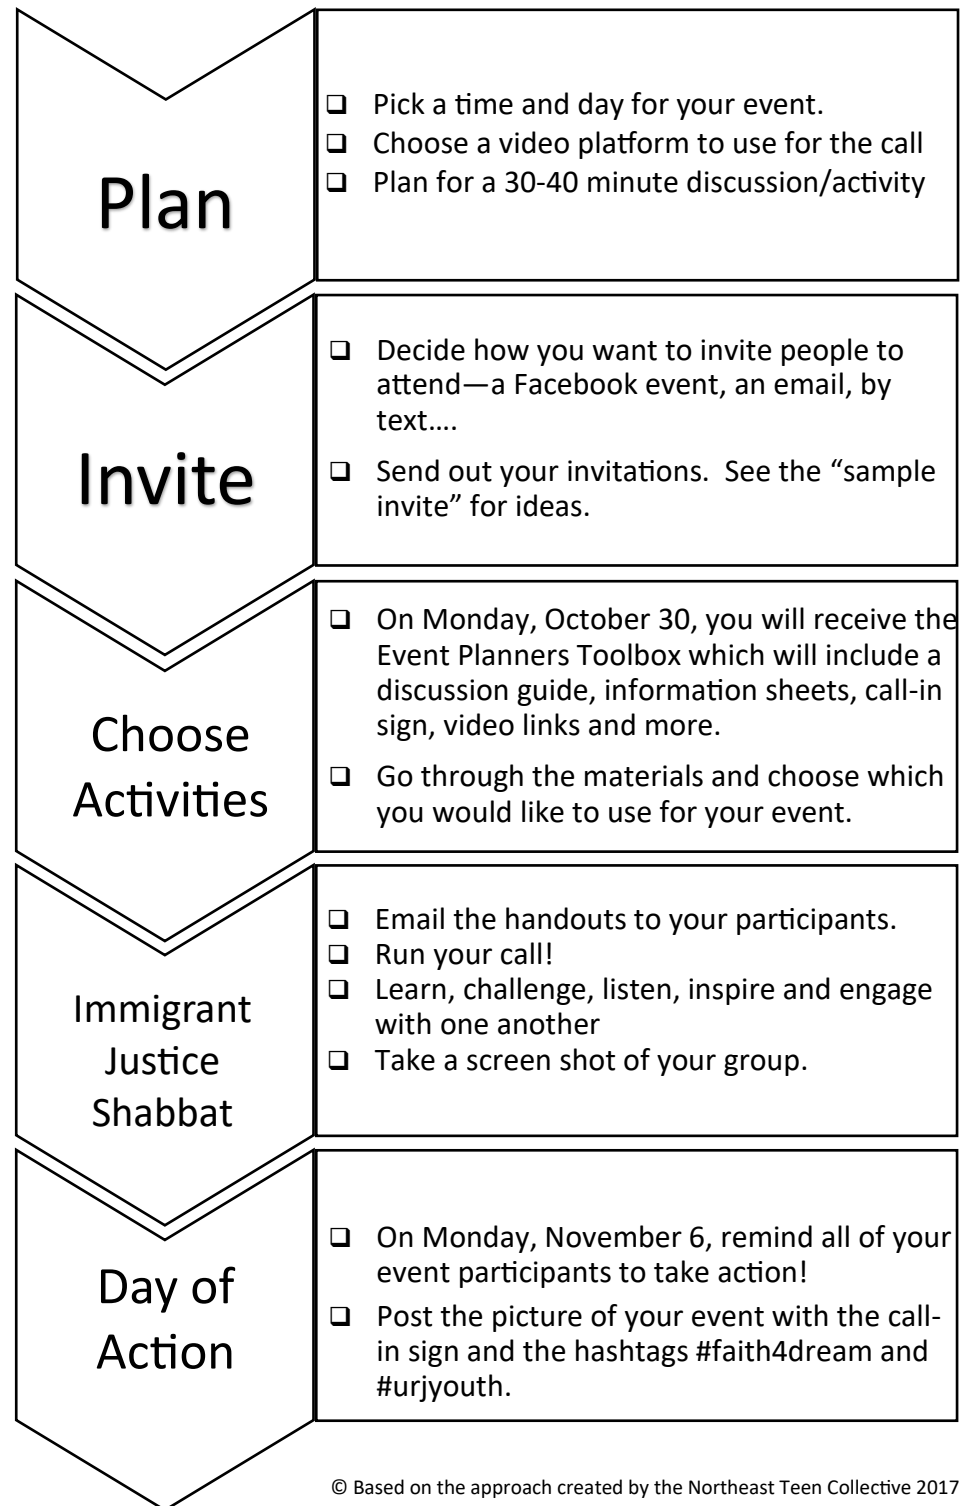 Plan
❑ Pick a time and day for your event.
❑ Choose a video platform to use for the call
❑ Plan for a 30-40 minute discussion/activity
Invite
❑ Decide how you want to invite people to
attend—a Facebook event, an email, by
text....
❑ Send out your invitations.  See the “sample
invite” for ideas.
Choose
Activities
❑ On Monday, October 30, you will receive the
Event Planners Toolbox which will include a
discussion guide, information sheets, call-in
sign, video links and more.
❑ Go through the materials and choose which
you would like to use for your event.
Immigrant
Justice
Shabbat
❑ Email the handouts to your participants.
❑ Run your call!
❑ Learn, challenge, listen, inspire and engage
with one another
❑ Take a screen shot of your group.
Day of
Action
❑ On Monday, November 6, remind all of your
event participants to take action!
❑ Post the picture of your event with the call-
in sign and the hashtags #faith4dream and
#urjyouth.
© Based on the approach created by the Northeast Teen Collective 2017